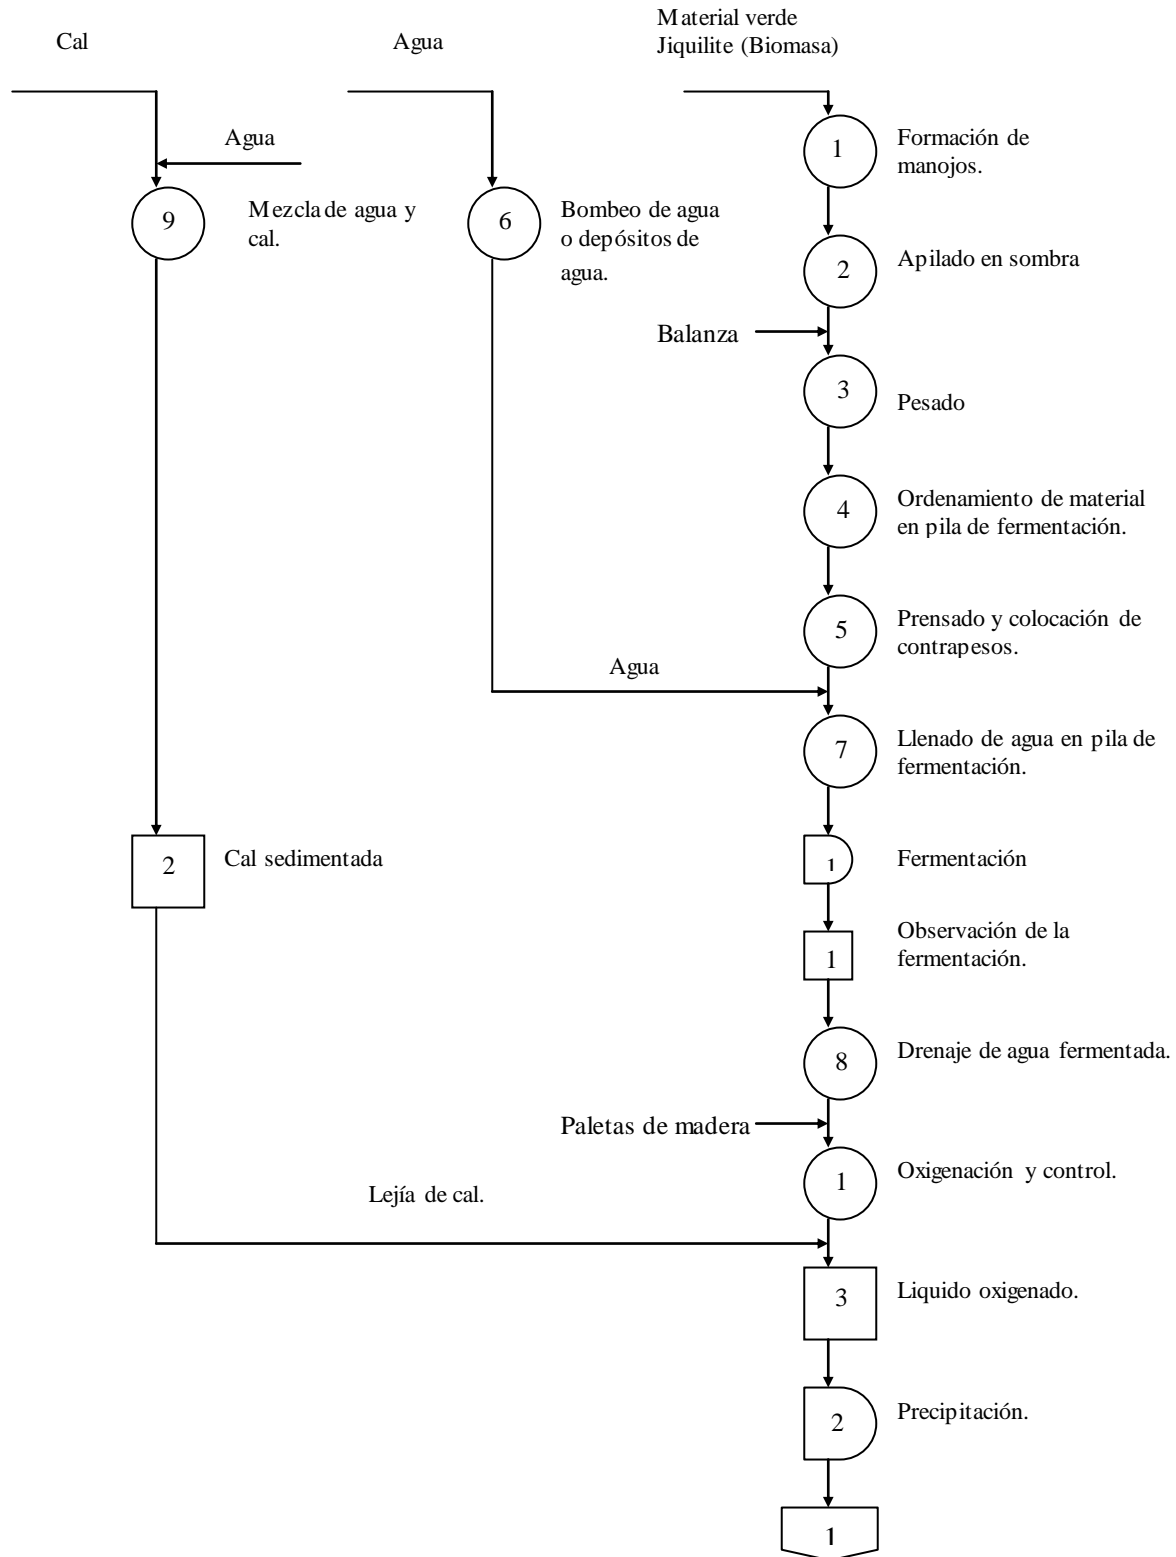 Material verde
Jiquilite (Biomasa)
Cal
Agua
Agua
1
Formación de
manojos.
9
Mezcla de agua y
cal.
6
Bombeo de agua
o depósitos de
agua.
2
Apilado en sombra
Balanza
3
Pesado
4
Ordenamiento de material
en pila de fermentación.
5
Prensado y colocación de
contrapesos.
Agua
7
Llenado de agua en pila de
fermentación.
2
Cal sedimentada
1
Fermentación
1
Observación de la
fermentación.
8
Drenaje de agua fermentada.
Paletas de madera
1
Oxigenación y control.
Lejía de cal.
3
Liquido oxigenado.
2
Precipitación.
1